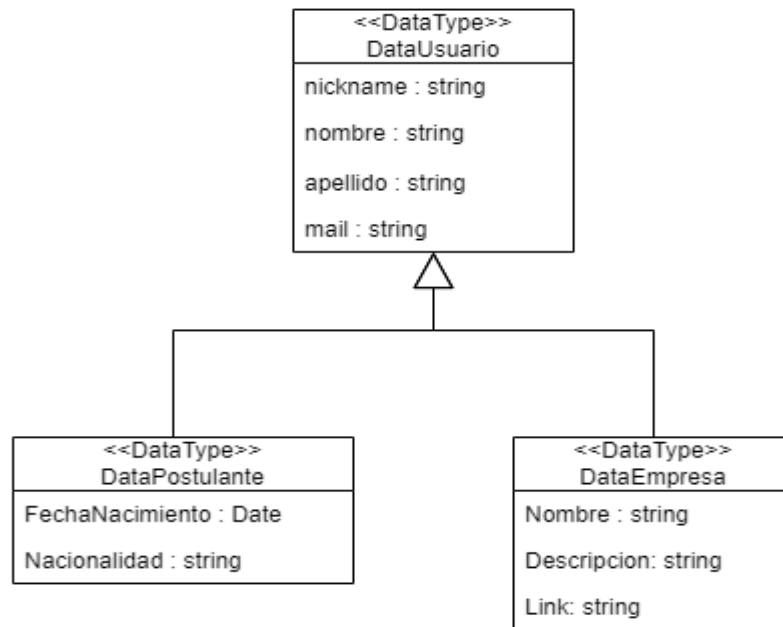 <<DataType>>
DataUsuario
nickname : string
nombre : string
apellido : string
mail : string
<<DataType>>
DataPostulante
FechaNacimiento : Date
Nacionalidad : string
<<DataType>>
DataEmpresa
Nombre : string
Descripcion: string
Link: string